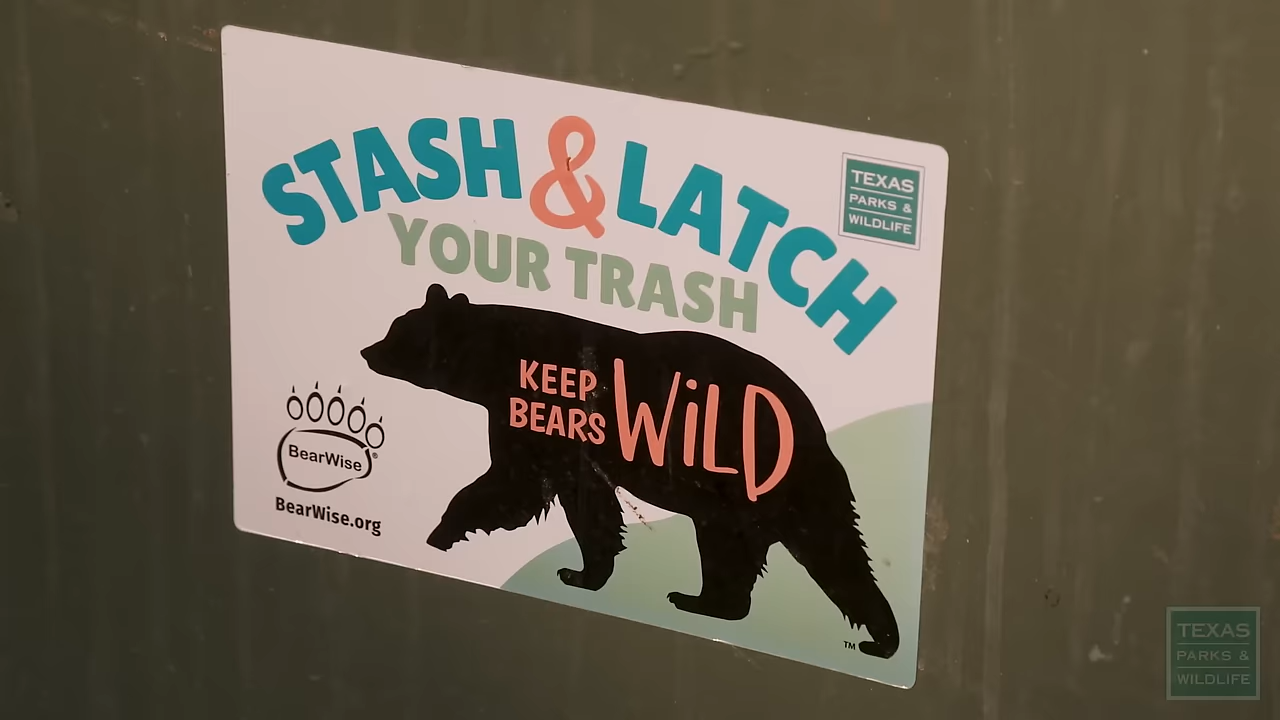 STASH & LATCH
YOUR TRASH
TEXAS
PARKS &
WILDLIFE
KEEP
BEARS
WiLD
BearWise®
BearWise.org
TM
TEXAS
PARKS &
WILDLIFE